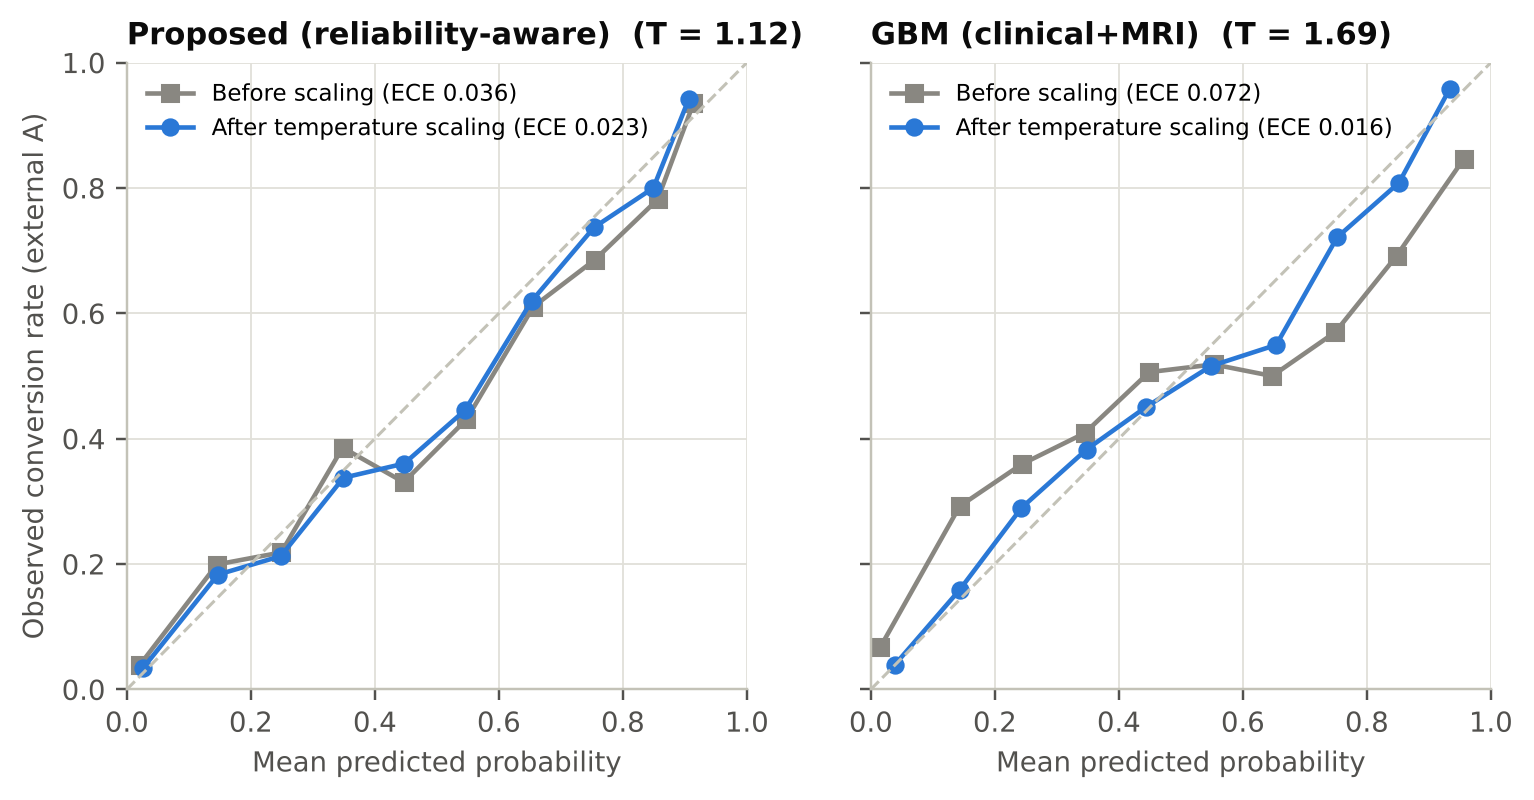 Proposed (reliability-aware)  (T = 1.12)
Before scaling (ECE 0.036)
After temperature scaling (ECE 0.023)
Observed conversion rate (external A)
1.0
0.8
0.6
0.4
0.2
0.0
0.0 0.2 0.4 0.6 0.8 1.0
Mean predicted probability
GBM (clinical+MRI)  (T = 1.69)
Before scaling (ECE 0.072)
After temperature scaling (ECE 0.016)
0.0 0.2 0.4 0.6 0.8 1.0
Mean predicted probability